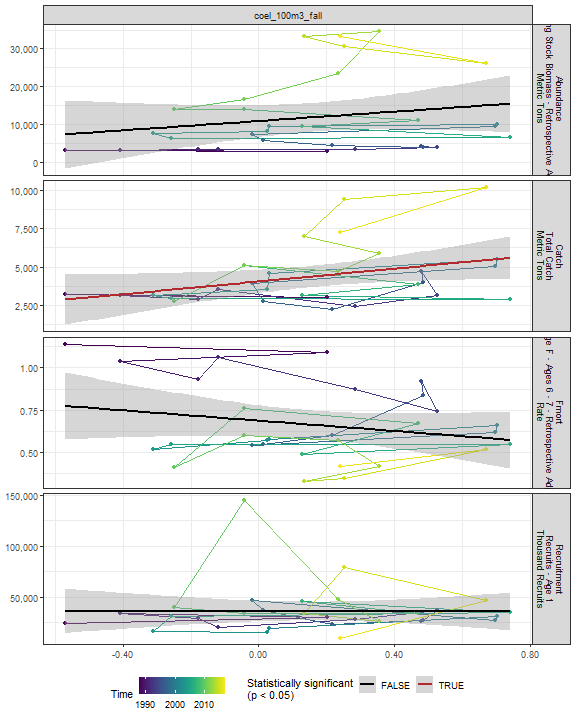 coel_100m3_fall
30,000
20,000
10,000
0
Abundance
ng Stock Biomass - Retrospective A
Metric Tons
10,000
7,500
5,000
2,500
Catch
Total Catch
Metric Tons
1.00
0.75
0.50
Fmort
ge F - Ages 6 - 7 - Retrospective Ad
Rate
150,000
100,000
50,000
Recruitment
Recruits - Age 1
Thousand Recruits
-0.40 0.00 0.40 0.80
Time
1990 2000 2010
Statistically significant
(p < 0.05)
FALSE TRUE